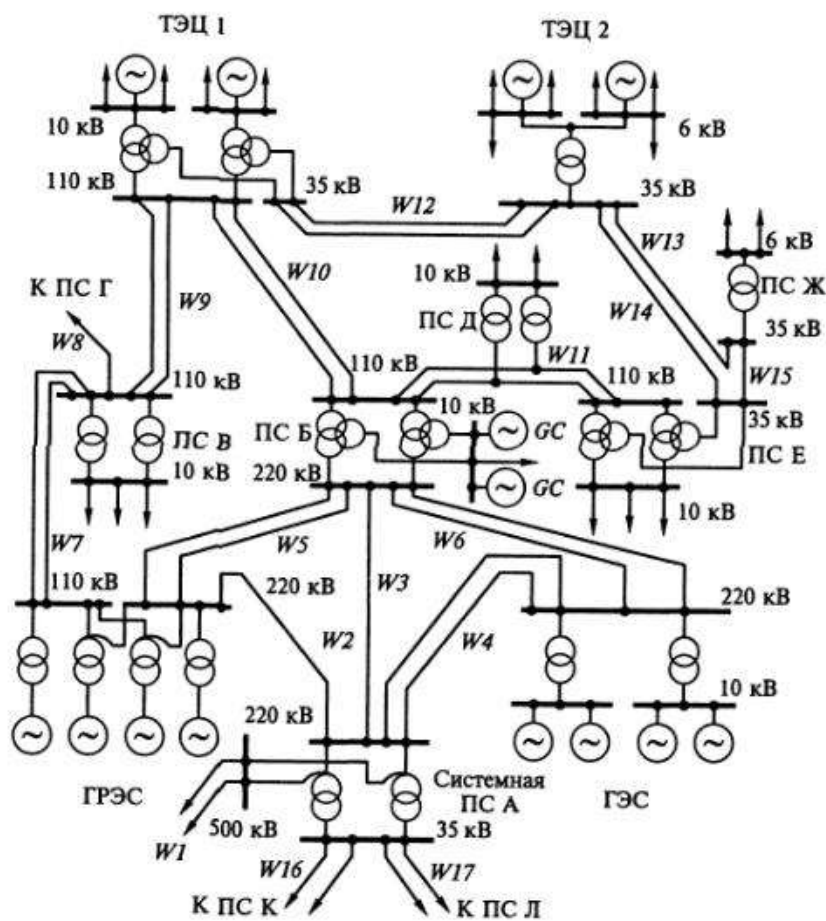 ТЭЦ 1
ТЭЦ 2
10 кВ
6 кВ
110 кВ
35 кВ
35 кВ
W12
W13
6 кВ
W10
10 кВ
ПС Ж
К ПС Г
W9
ПС Д
W14
35 кВ
W8
W11
110 кВ
110 кВ
110 кВ
W15
10 кВ
35 кВ
ПС В
ПС Б
GC
ПС Е
10 кВ
220 кВ
GC
10 кВ
W7
W5
W6
110 кВ
220 кВ
W3
220 кВ
W2
W4
10 кВ
220 кВ
ГРЭС
Системная
ПС А
ГЭС
500 кВ
35 кВ
W1
W16
W17
К ПС К
К ПС Л
~
~
~
~
~
~
~
~
~
~
~
~
~
~